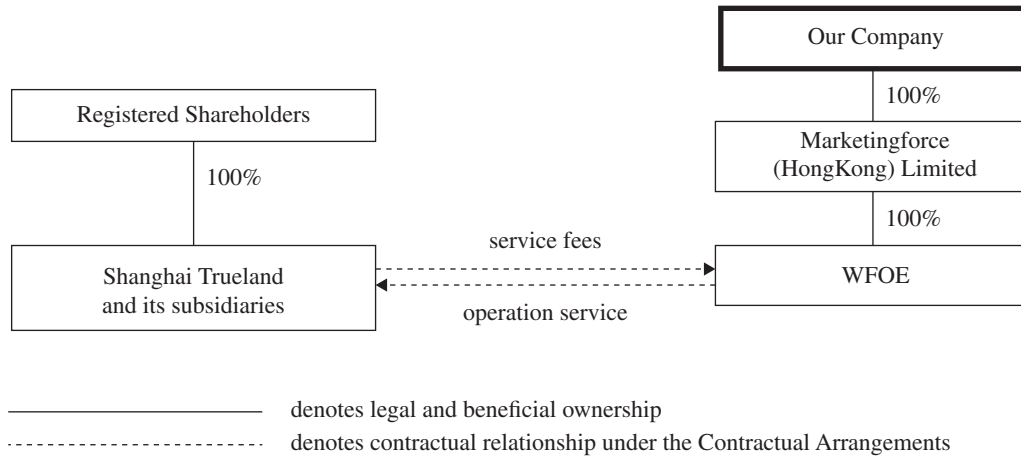 Our Company
100%
Registered Shareholders
Marketingforce
(HongKong) Limited
100%
100%
service fees
Shanghai Trueland
and its subsidiaries
WFOE
operation service
denotes legal and beneficial ownership
denotes contractual relationship under the Contractual Arrangements